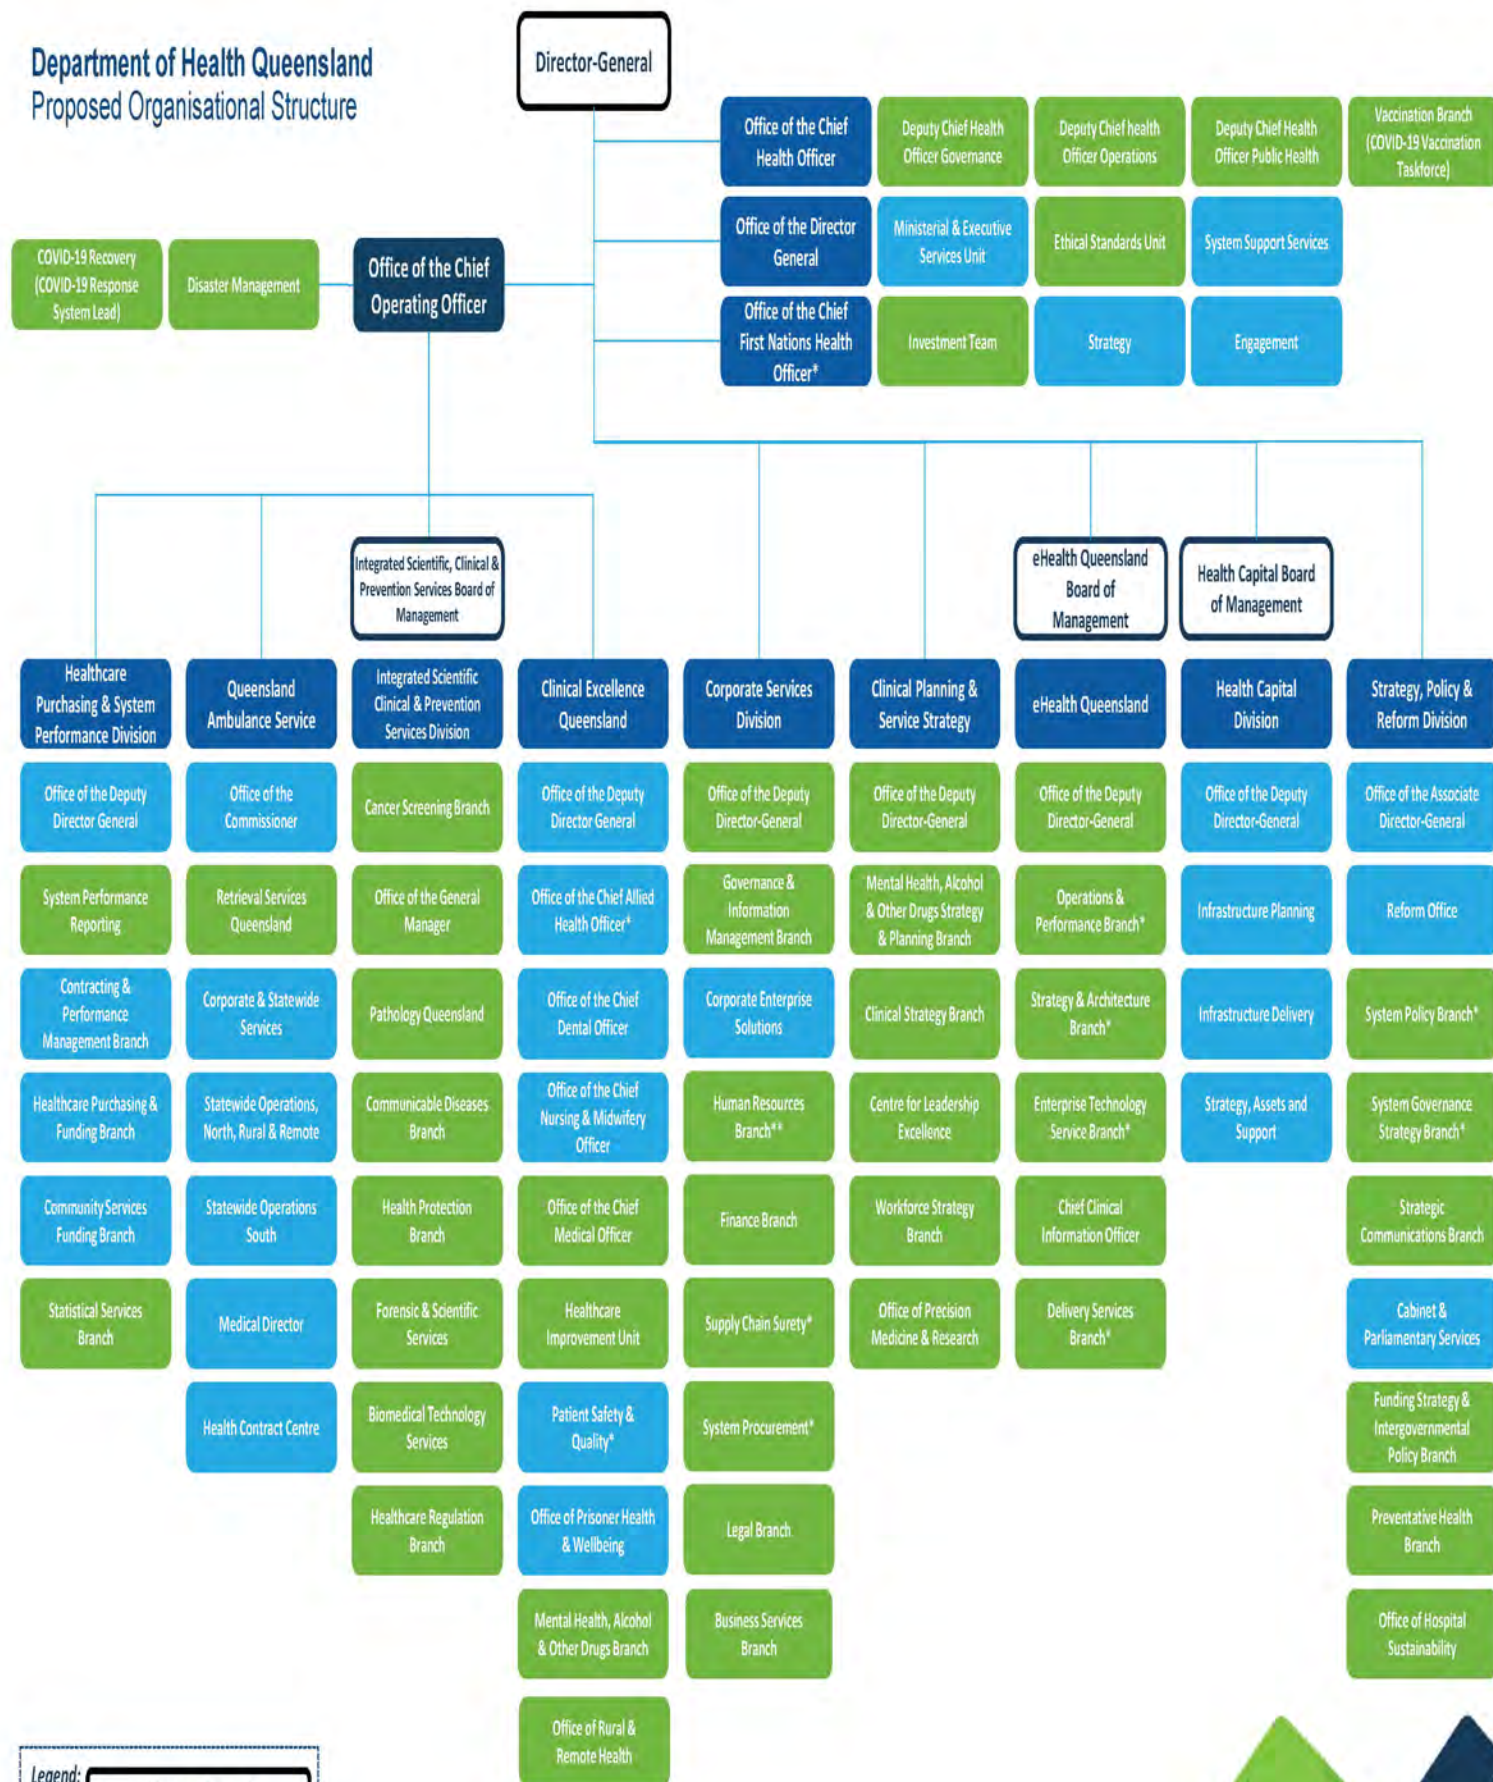 Department of Health Queensland
Proposed Organisational Structure
Director-General
Office of the Chief
Health Officer
Deputy Chief Health
Officer Governance
Deputy Chief health
Officer Operations
Deputy Chief Health
Officer Public Health
Vaccination Branch
(COVID-19 Vaccination
Taskforce)
Office of the Director
General
Ministerial & Executive
Services Unit
Ethical Standards Unit
System Support Services
COVID-19 Recovery
(COVID-19 Response
System Lead)
Disaster Management
Office of the Chief
Operating Officer
Office of the Chief
First Nations Health
Officer*
Investment Team
Strategy
Engagement
Integrated Scientific, Clinical &
Prevention Services Board of
Management
eHealth Queensland
Board of
Management
Health Capital Board
of Management
Healthcare
Purchasing & System
Performance Division
Queensland
Ambulance Service
Integrated Scientific
Clinical & Prevention
Services Division
Clinical Excellence
Queensland
Corporate Services
Division
Clinical Planning &
Service Strategy
eHealth Queensland
Health Capital
Division
Strategy, Policy &
Reform Division
Office of the Deputy
Director General
Office of the
Commissioner
Cancer Screening Branch
Office of the Deputy
Director General
Office of the Deputy
Director-General
Office of the Deputy
Director-General
Office of the Deputy
Director-General
Office of the Deputy
Director-General
Office of the Associate
Director-General
System Performance
Reporting
Retrieval Services
Queensland
Office of the General
Manager
Office of the Chief Allied
Health Officer*
Governance &
Information
Management Branch
Mental Health, Alcohol
& Other Drugs Strategy
& Planning Branch
Operations &
Performance Branch*
Infrastructure Planning
Reform Office
Contracting &
Performance
Management Branch
Corporate & Statewide
Services
Pathology Queensland
Office of the Chief
Dental Officer
Corporate Enterprise
Solutions
Clinical Strategy Branch
Strategy & Architecture
Branch*
Infrastructure Delivery
System Policy Branch*
Healthcare Purchasing &
Funding Branch
Statewide Operations,
North, Rural & Remote
Communicable Diseases
Branch
Office of the Chief
Nursing & Midwifery
Officer
Human Resources
Branch**
Centre for Leadership
Excellence
Enterprise Technology
Service Branch*
Strategy, Assets and
Support
System Governance
Strategy Branch*
Community Services
Funding Branch
Statewide Operations
South
Health Protection
Branch
Office of the Chief
Medical Officer
Finance Branch
Workforce Strategy
Branch
Chief Clinical
Information Officer
Strategic
Communications Branch
Statistical Services
Branch
Medical Director
Forensic & Scientific
Services
Healthcare
Improvement Unit
Supply Chain Surety*
Office of Precision
Medicine & Research
Delivery Services
Branch*
Cabinet &
Parliamentary Services
Health Contract Centre
Biomedical Technology
Services
Patient Safety &
Quality*
System Procurement*
Funding Strategy &
Intergovernmental
Policy Branch
Healthcare Regulation
Branch
Office of Prisoner Health
& Wellbeing
Legal Branch
Preventative Health
Branch
Mental Health, Alcohol
& Other Drugs Branch
Business Services
Branch
Office of Hospital
Sustainability
Office of Rural &
Remote Health
Legend: